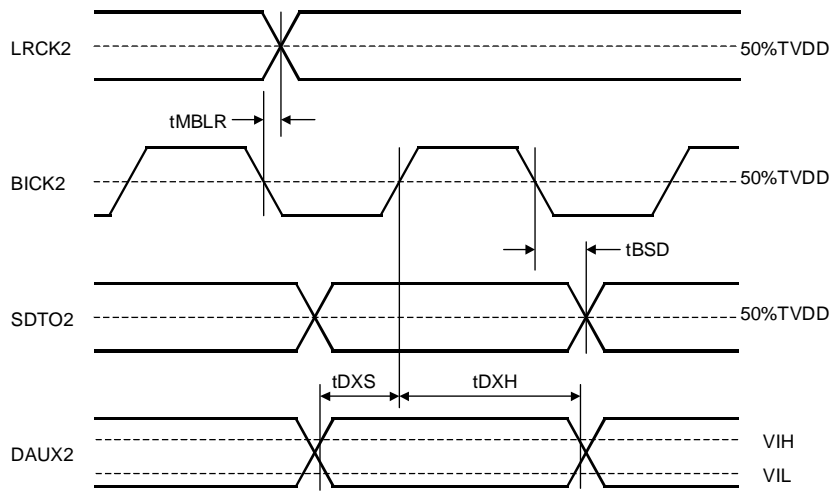 LRCK2
50%TVDD
tMBLR
BICK2
50%TVDD
tBSD
SDTO2
50%TVDD
tDXS
tDXH
DAUX2
VIH
VIL